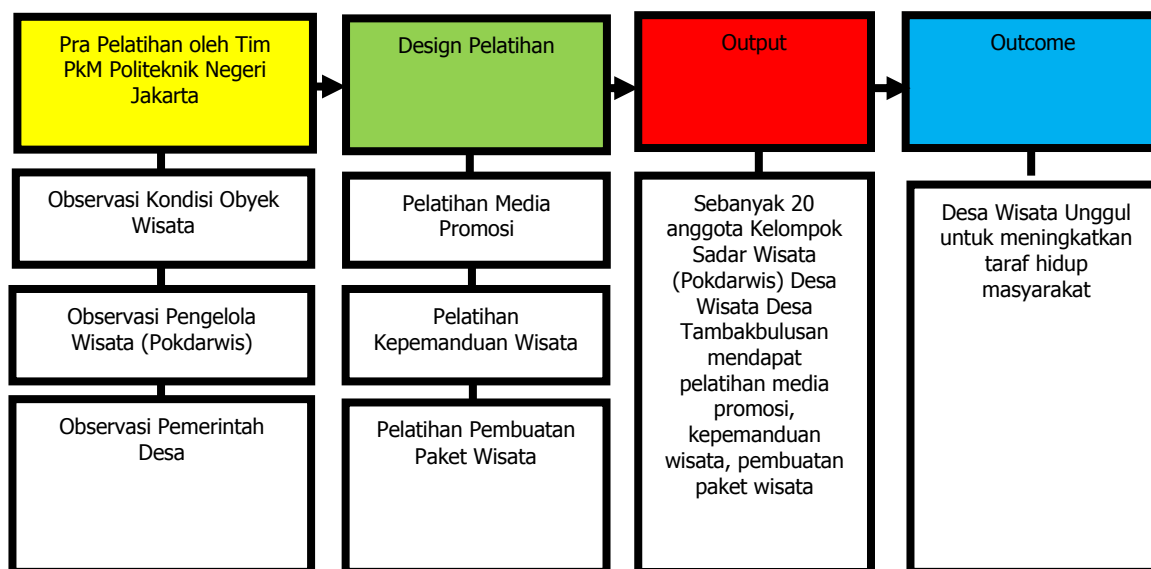 Pra Pelatihan oleh Tim
PkM Politeknik Negeri
Jakarta
Observasi Kondisi Obyek
Wisata
Observasi Pengelola
Wisata (Pokdarwis)
Observasi Pemerintah
Desa
Design Pelatihan
Pelatihan Media
Promosi
Pelatihan
Kepemanduan Wisata
Pelatihan Pembuatan
Paket Wisata
Output
Sebanyak 20
anggota Kelompok
Sadar Wisata
(Pokdarwis) Desa
Wisata Desa
Tambakbulusan
mendapat
pelatihan media
promosi,
kepemanduan
wisata, pembuatan
paket wisata
Outcome
Desa Wisata Unggul
untuk meningkatkan
taraf hidup
masyarakat